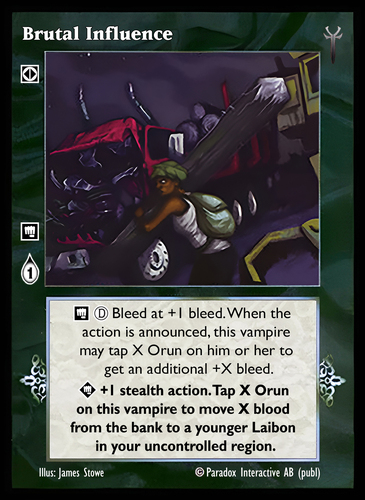 Brutal Influence
1
D Bleed at +1 bleed. When the
action is announced, this vampire
may tap X Orun on him or her to
get an additional +X bleed.
+1 stealth action. Tap X Orun
on this vampire to move X blood
from the bank to a younger Laibon
in your uncontrolled region.
Illus: James Stowe © Paradox Interactive AB (publ)